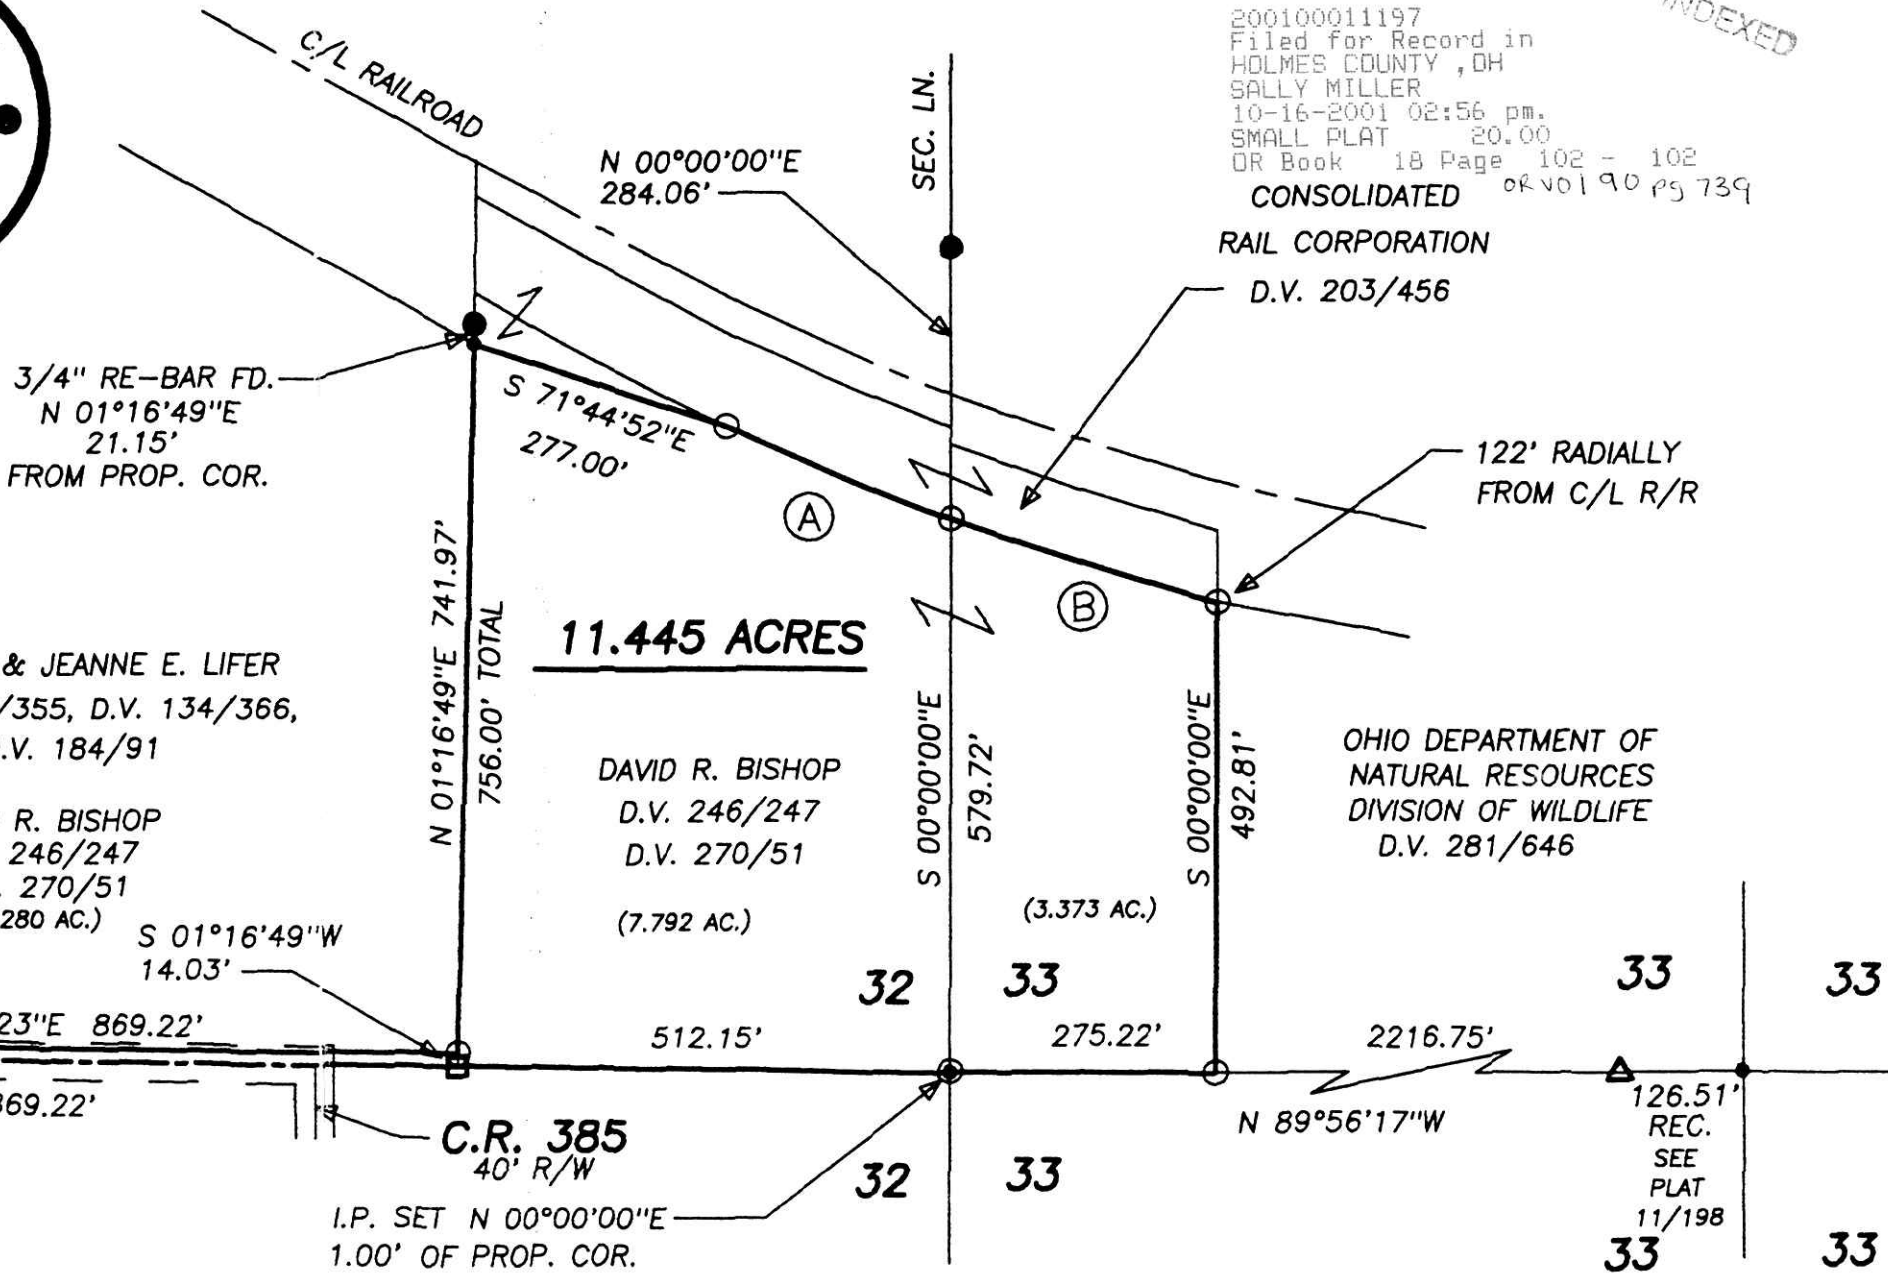 200100011197
Filed for Record in
HOLMES COUNTY , OH
SALLY MILLER
10-16-2001 02:56 pm.
SMALL PLAT 20.00
OR Book 18 Page 102 - 102
OR VOl 90 PS 739
INDEXED
C/L RAILROAD
N 00°00'00"E
284.06'
SEC. LN.
CONSOLIDATED
RAIL CORPORATION
D.V. 203/456
3/4" RE-BAR FD.
N 01°16'49"E
21.15'
FROM PROP. COR.
S 71°44'52"E
277.00'
A
B
122' RADIALLY
FROM C/L R/R
N 01°16'49"E 741.97'
756.00' TOTAL
11.445 ACRES
& JEANNE E. LIFER
/355, D.V. 134/366,
.V. 184/91
R. BISHOP
246/247
. 270/51
280 AC.)
DAVID R. BISHOP
D.V. 246/247
D.V. 270/51
(7.792 AC.)
S 00°00'00"E
579.72'
(3.373 AC.)
S 00°00'00"E
492.81'
OHIO DEPARTMENT OF
NATURAL RESOURCES
DIVISION OF WILDLIFE
D.V. 281/646
S 01°16'49"W
14.03'
32 33
33 33
23"E 869.22'
512.15'
275.22'
2216.75'
869.22'
C.R. 385
40' R/W
N 89°56'17"W
126.51'
REC.
SEE
PLAT
11/198
32 33
I.P. SET N 00°00'00"E
1.00' OF PROP. COR.
33 33